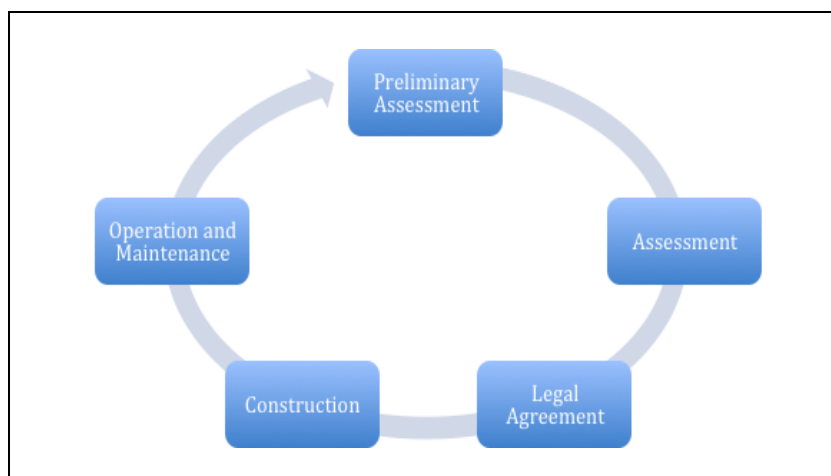 Preliminary
Assessment
Assessment
Legal
Agreement
Construction
Operation and
Maintenance